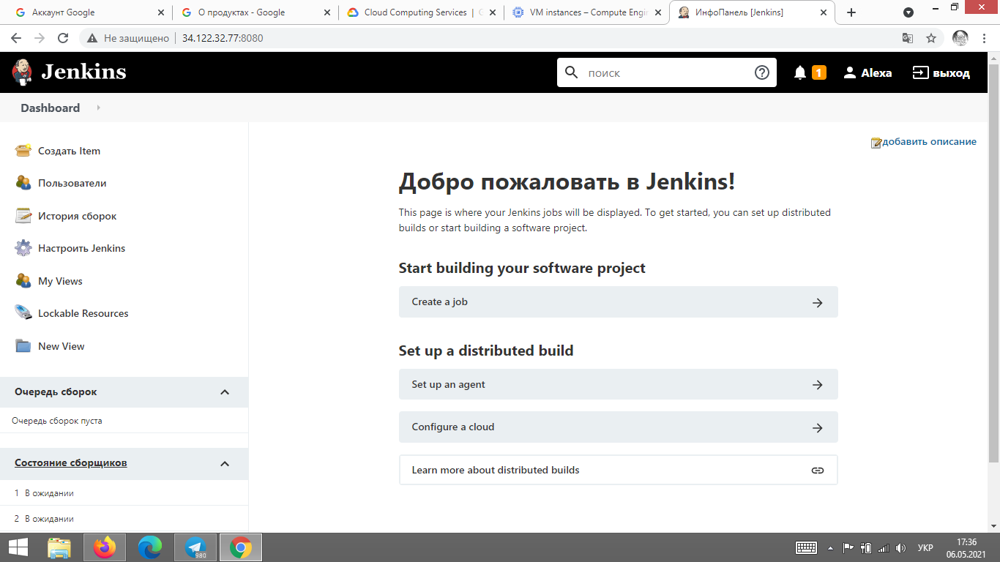 Аккаунт Google
О продуктах - Google
Cloud Computing Services | G
VM instances – Compute Engi
ИнфоПанель [Jenkins]
Не защищено 34.122.32.77:8080
Jenkins
поиск
1
Alexa
выход
Dashboard
добавить описание
Создать Item
Пользователи
История сборок
Настроить Jenkins
My Views
Lockable Resources
New View
Очередь сборок
Очередь сборок пуста
Состояние сборщиков
1 В ожидании
2 В ожидании
Добро пожаловать в Jenkins!
This page is where your Jenkins jobs will be displayed. To get started, you can set up distributed
builds or start building a software project.
Start building your software project
Create a job
Set up a distributed build
Set up an agent
Configure a cloud
Learn more about distributed builds
980
УКР
17:36
06.05.2021